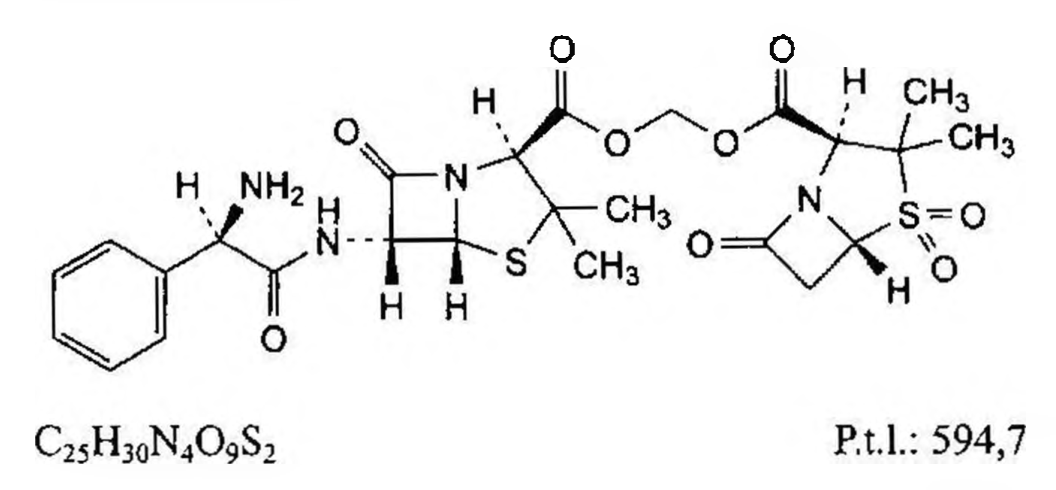 O O
H H CH₃
O O O CH₃
H NH₂ N N
H
N CH₃ S=O
O S O
H H CH₃ H
O
C₂₅H₃₀N₄O₉S₂ P.t.l.: 594,7